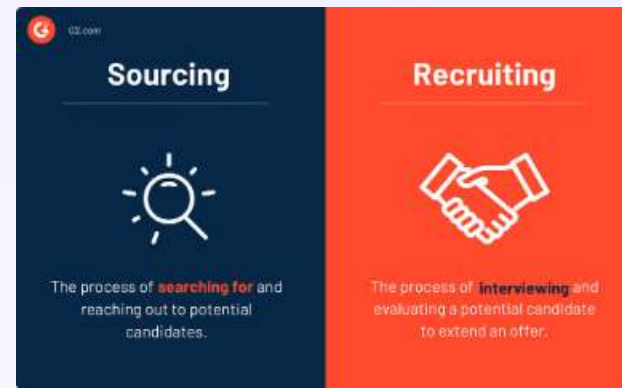 G2.com
Sourcing
The process of searching for and
reaching out to potential
candidates.
Recruiting
The process of interviewing and
evaluating a potential candidate
to extend an offer.